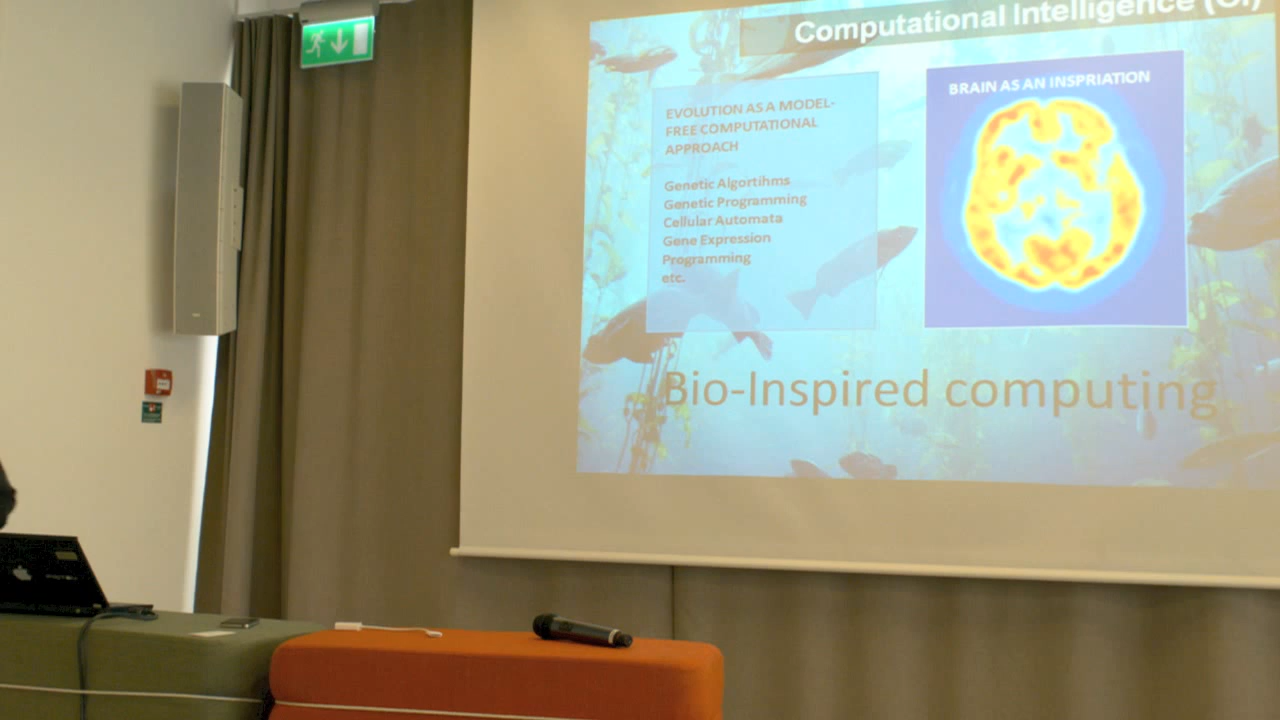 Computational Intelligence (CI)
EVOLUTION AS A MODEL-
FREE COMPUTATIONAL
APPROACH
Genetic Algortihms
Genetic Programming
Cellular Automata
Gene Expression
Programming
etc.
BRAIN AS AN INSPRIATION
Bio-Inspired computing